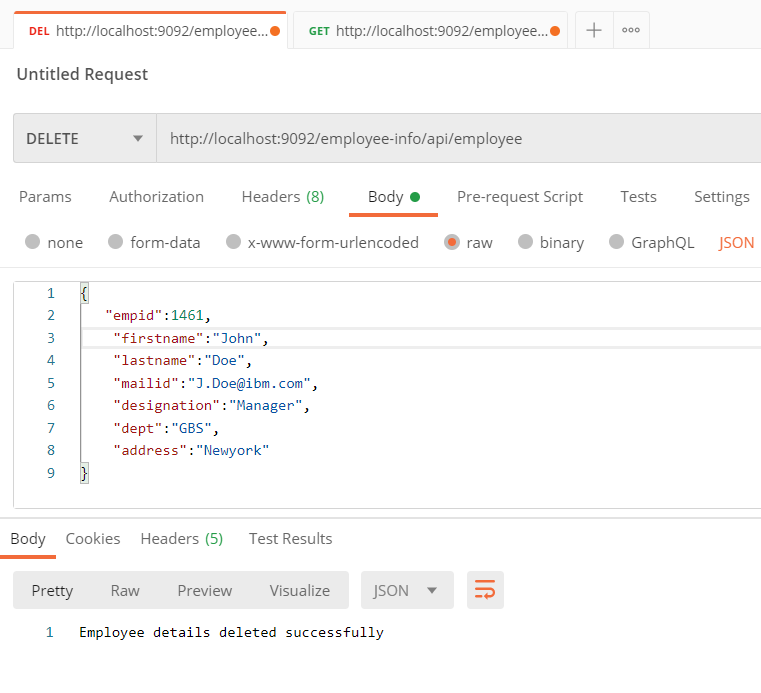 DEL http://localhost:9092/employee... GET http://localhost:9092/employee...
Untitled Request
DELETE http://localhost:9092/employee-info/api/employee
Params Authorization Headers (8) Body Pre-request Script Tests Settings
none form-data x-www-form-urlencoded raw binary GraphQL JSON
1 {
2 "empid":1461,
3 "firstname":"John",
4 "lastname":"Doe",
5 "mailid":"J.Doe@ibm.com",
6 "designation":"Manager",
7 "dept":"GBS",
8 "address":"Newyork"
9 }
Body Cookies Headers (5) Test Results
Pretty Raw Preview Visualize JSON
1 Employee details deleted successfully